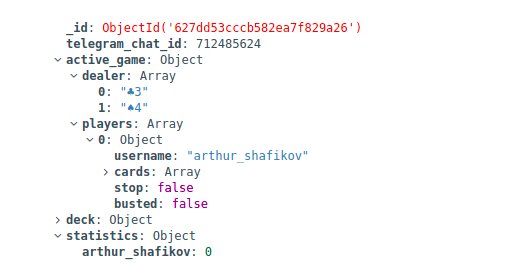 _id: ObjectId('627dd53cccb582ea7f829a26')
telegram_chat_id: 712485624
active_game: Object
dealer: Array
0: "♣3"
1: "♠4"
players: Array
0: Object
username: "arthur_shafikov"
cards: Array
stop: false
busted: false
deck: Object
statistics: Object
arthur_shafikov: 0